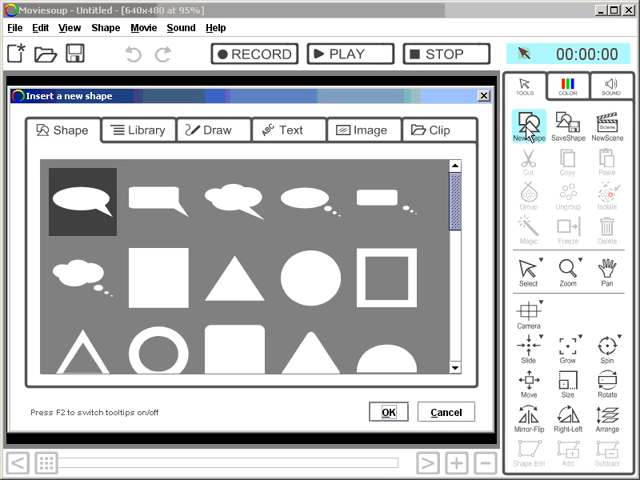 Moviesoup - Untitled - [640x480 at 95%]
File Edit View Shape Movie Sound Help
RECORD PLAY STOP 00:00:00
Insert a new shape
TOOLS COLOR SOUND
Shape Library Draw Text Image Clip
ABC
NewShape SaveShape NewScene
Cut Copy Paste
Group Ungroup Isolate
Magic Freeze Delete
Select Zoom Pan
Camera
Slide Grow Spin
Move Size Rotate
Press F2 to switch tooltips on/off
OK Cancel
Mirror-Flip Right-Left Arrange
Shape Edit Add Subtract